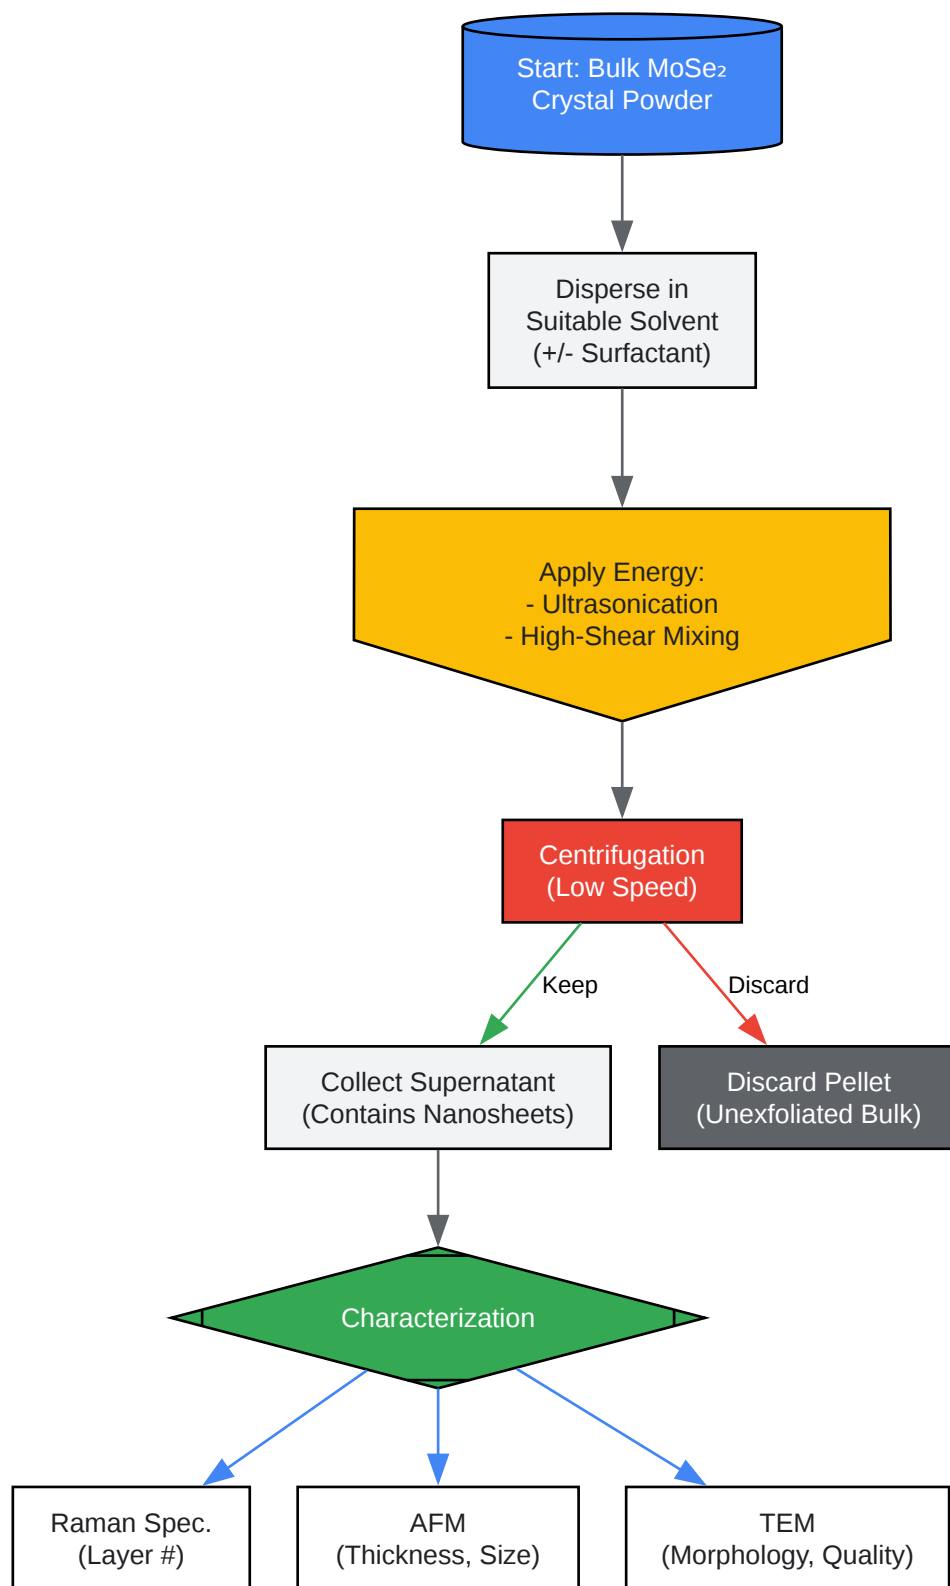 Start: Bulk MoSe₂
Crystal Powder
Disperse in
Suitable Solvent
(+/- Surfactant)
Apply Energy:
- Ultrasonication
- High-Shear Mixing
Centrifugation
(Low Speed)
Keep
Discard
Collect Supernatant
(Contains Nanosheets)
Discard Pellet
(Unexfoliated Bulk)
Characterization
Raman Spec.
(Layer #)
AFM
(Thickness, Size)
TEM
(Morphology, Quality)